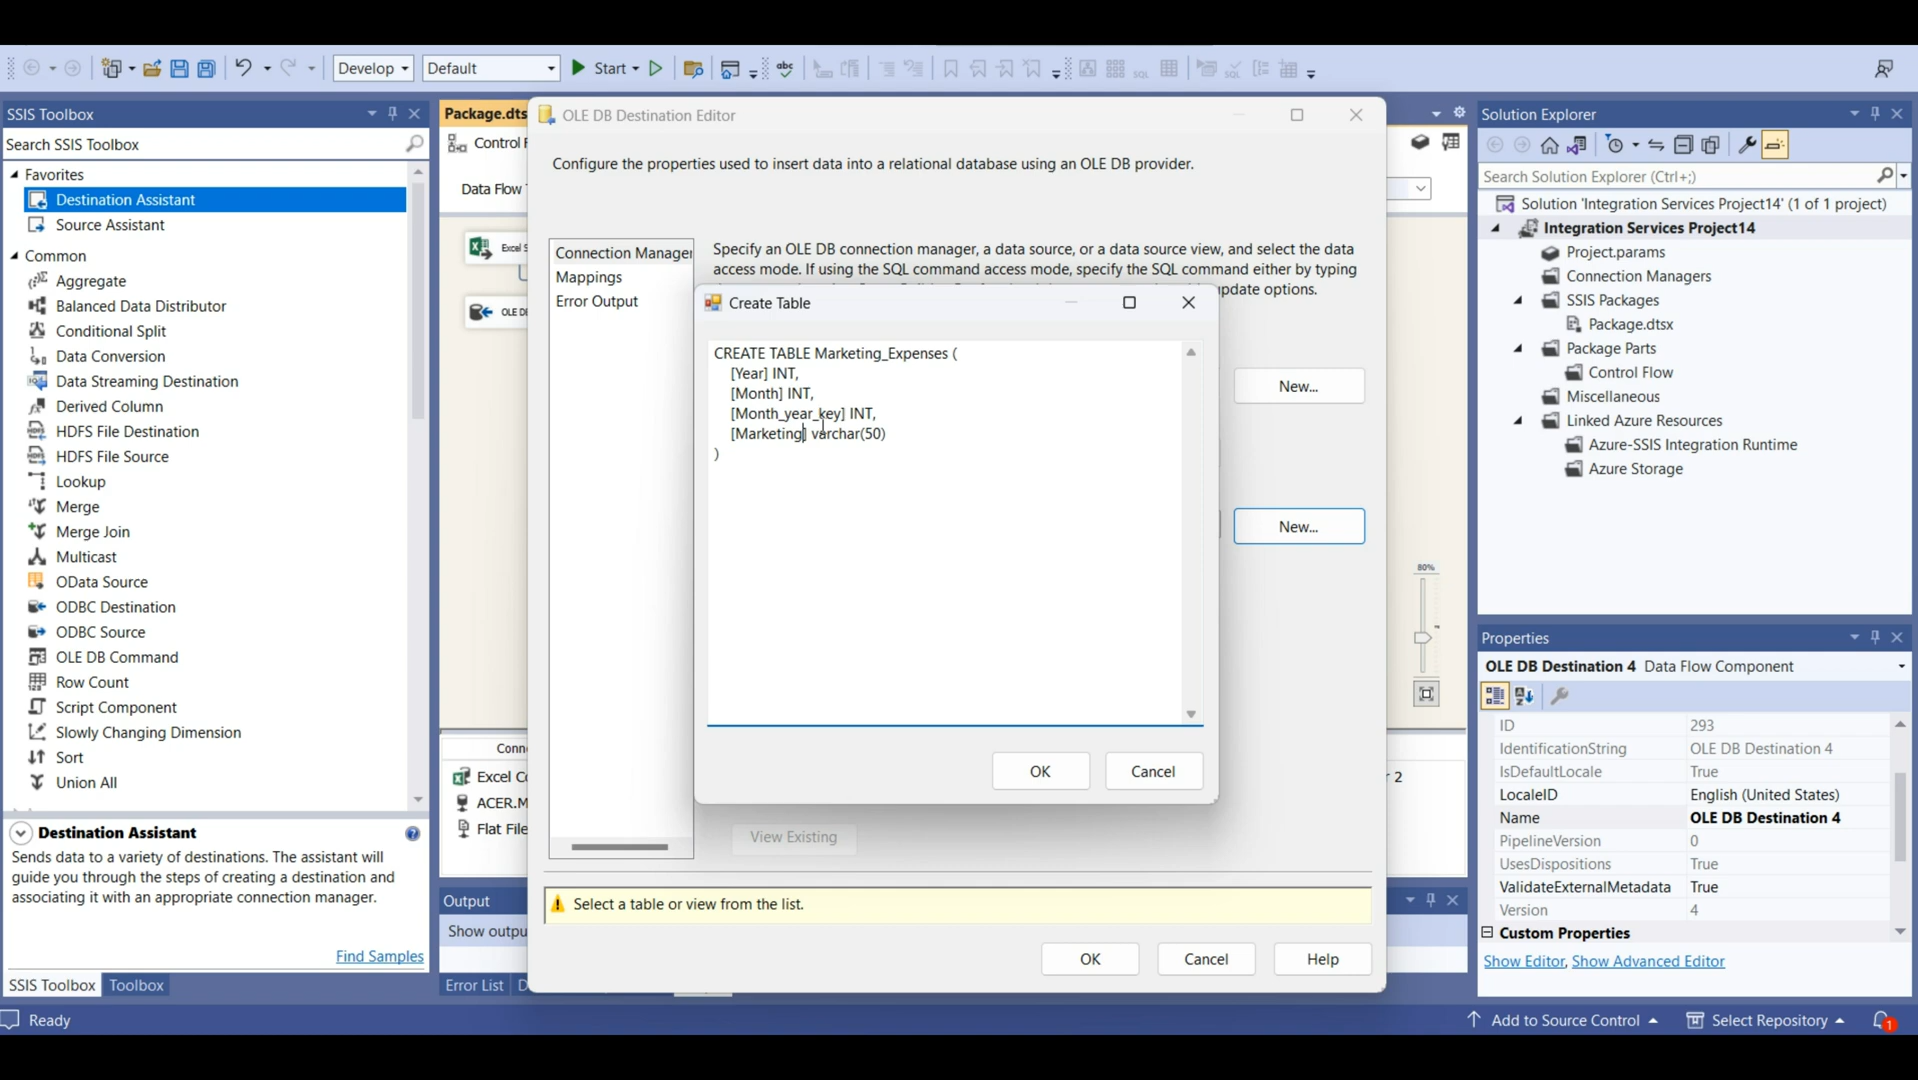 Develop
Default
Start
SSIS Toolbox
Search SSIS Toolbox
Favorites
Destination Assistant
Source Assistant
Common
Aggregate
Balanced Data Distributor
Conditional Split
Data Conversion
Data Streaming Destination
Derived Column
HDFS File Destination
HDFS File Source
Lookup
Merge
Merge Join
Multicast
OData Source
ODBC Destination
ODBC Source
OLE DB Command
Row Count
Script Component
Slowly Changing Dimension
Sort
Union All
Destination Assistant
Sends data to a variety of destinations. The assistant will
guide you through the steps of creating a destination and
associating it with an appropriate connection manager.
Find Samples
SSIS Toolbox
Toolbox
Package.dts
Control F
Data Flow
Excel S
OLE DB
80%
Conn
Excel Co
ACER.M
Flat File
r 2
Output
Show outpu
Error List
OLE DB Destination Editor
Configure the properties used to insert data into a relational database using an OLE DB provider.
Connection Manager
Mappings
Error Output
Specify an OLE DB connection manager, a data source, or a data source view, and select the data
access mode. If using the SQL command access mode, specify the SQL command either by typing
update options.
New...
New...
View Existing
Select a table or view from the list.
OK
Cancel
Help
Create Table
CREATE TABLE Marketing_Expenses (
[Year] INT,
[Month] INT,
[Month_year_key] INT,
[Marketing] varchar(50)
)
OK
Cancel
Solution Explorer
Search Solution Explorer (Ctrl+;)
Solution 'Integration Services Project14' (1 of 1 project)
Integration Services Project14
Project.params
Connection Managers
SSIS Packages
Package.dtsx
Package Parts
Control Flow
Miscellaneous
Linked Azure Resources
Azure-SSIS Integration Runtime
Azure Storage
Properties
OLE DB Destination 4 Data Flow Component
ID 293
IdentificationString OLE DB Destination 4
IsDefaultLocale True
LocaleID English (United States)
Name OLE DB Destination 4
PipelineVersion 0
UsesDispositions True
ValidateExternalMetadata True
Version 4
Custom Properties
Show Editor, Show Advanced Editor
Ready
Add to Source Control
Select Repository
1